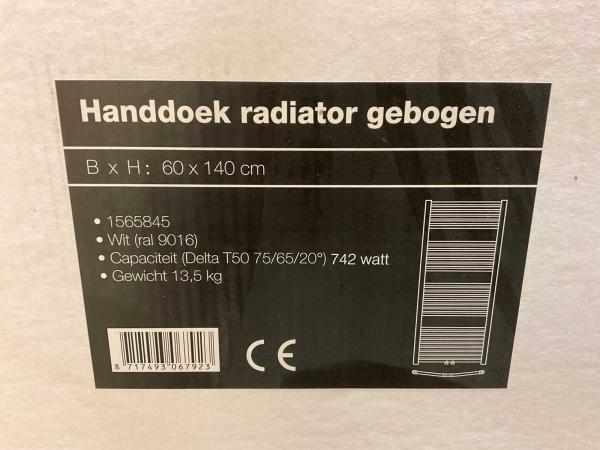 Handdoek radiator gebogen
B x H: 60 x 140 cm
• 1565845
• Wit (ral 9016)
• Capaciteit (Delta T50 75/65/20°) 742 watt
• Gewicht 13,5 kg
CE
8 717493 067923